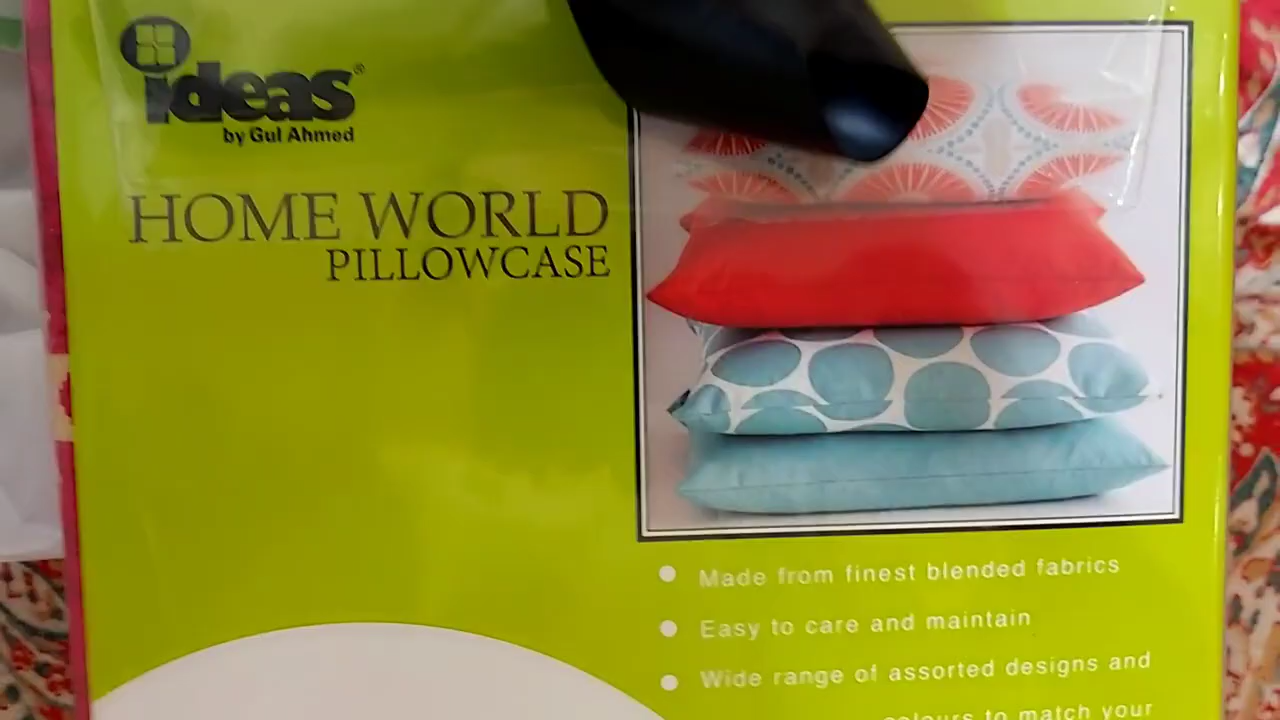 ideas®
by Gul Ahmed
HOME WORLD
PILLOWCASE
Made from finest blended fabrics
Easy to care and maintain
Wide range of assorted designs and
colours to match your